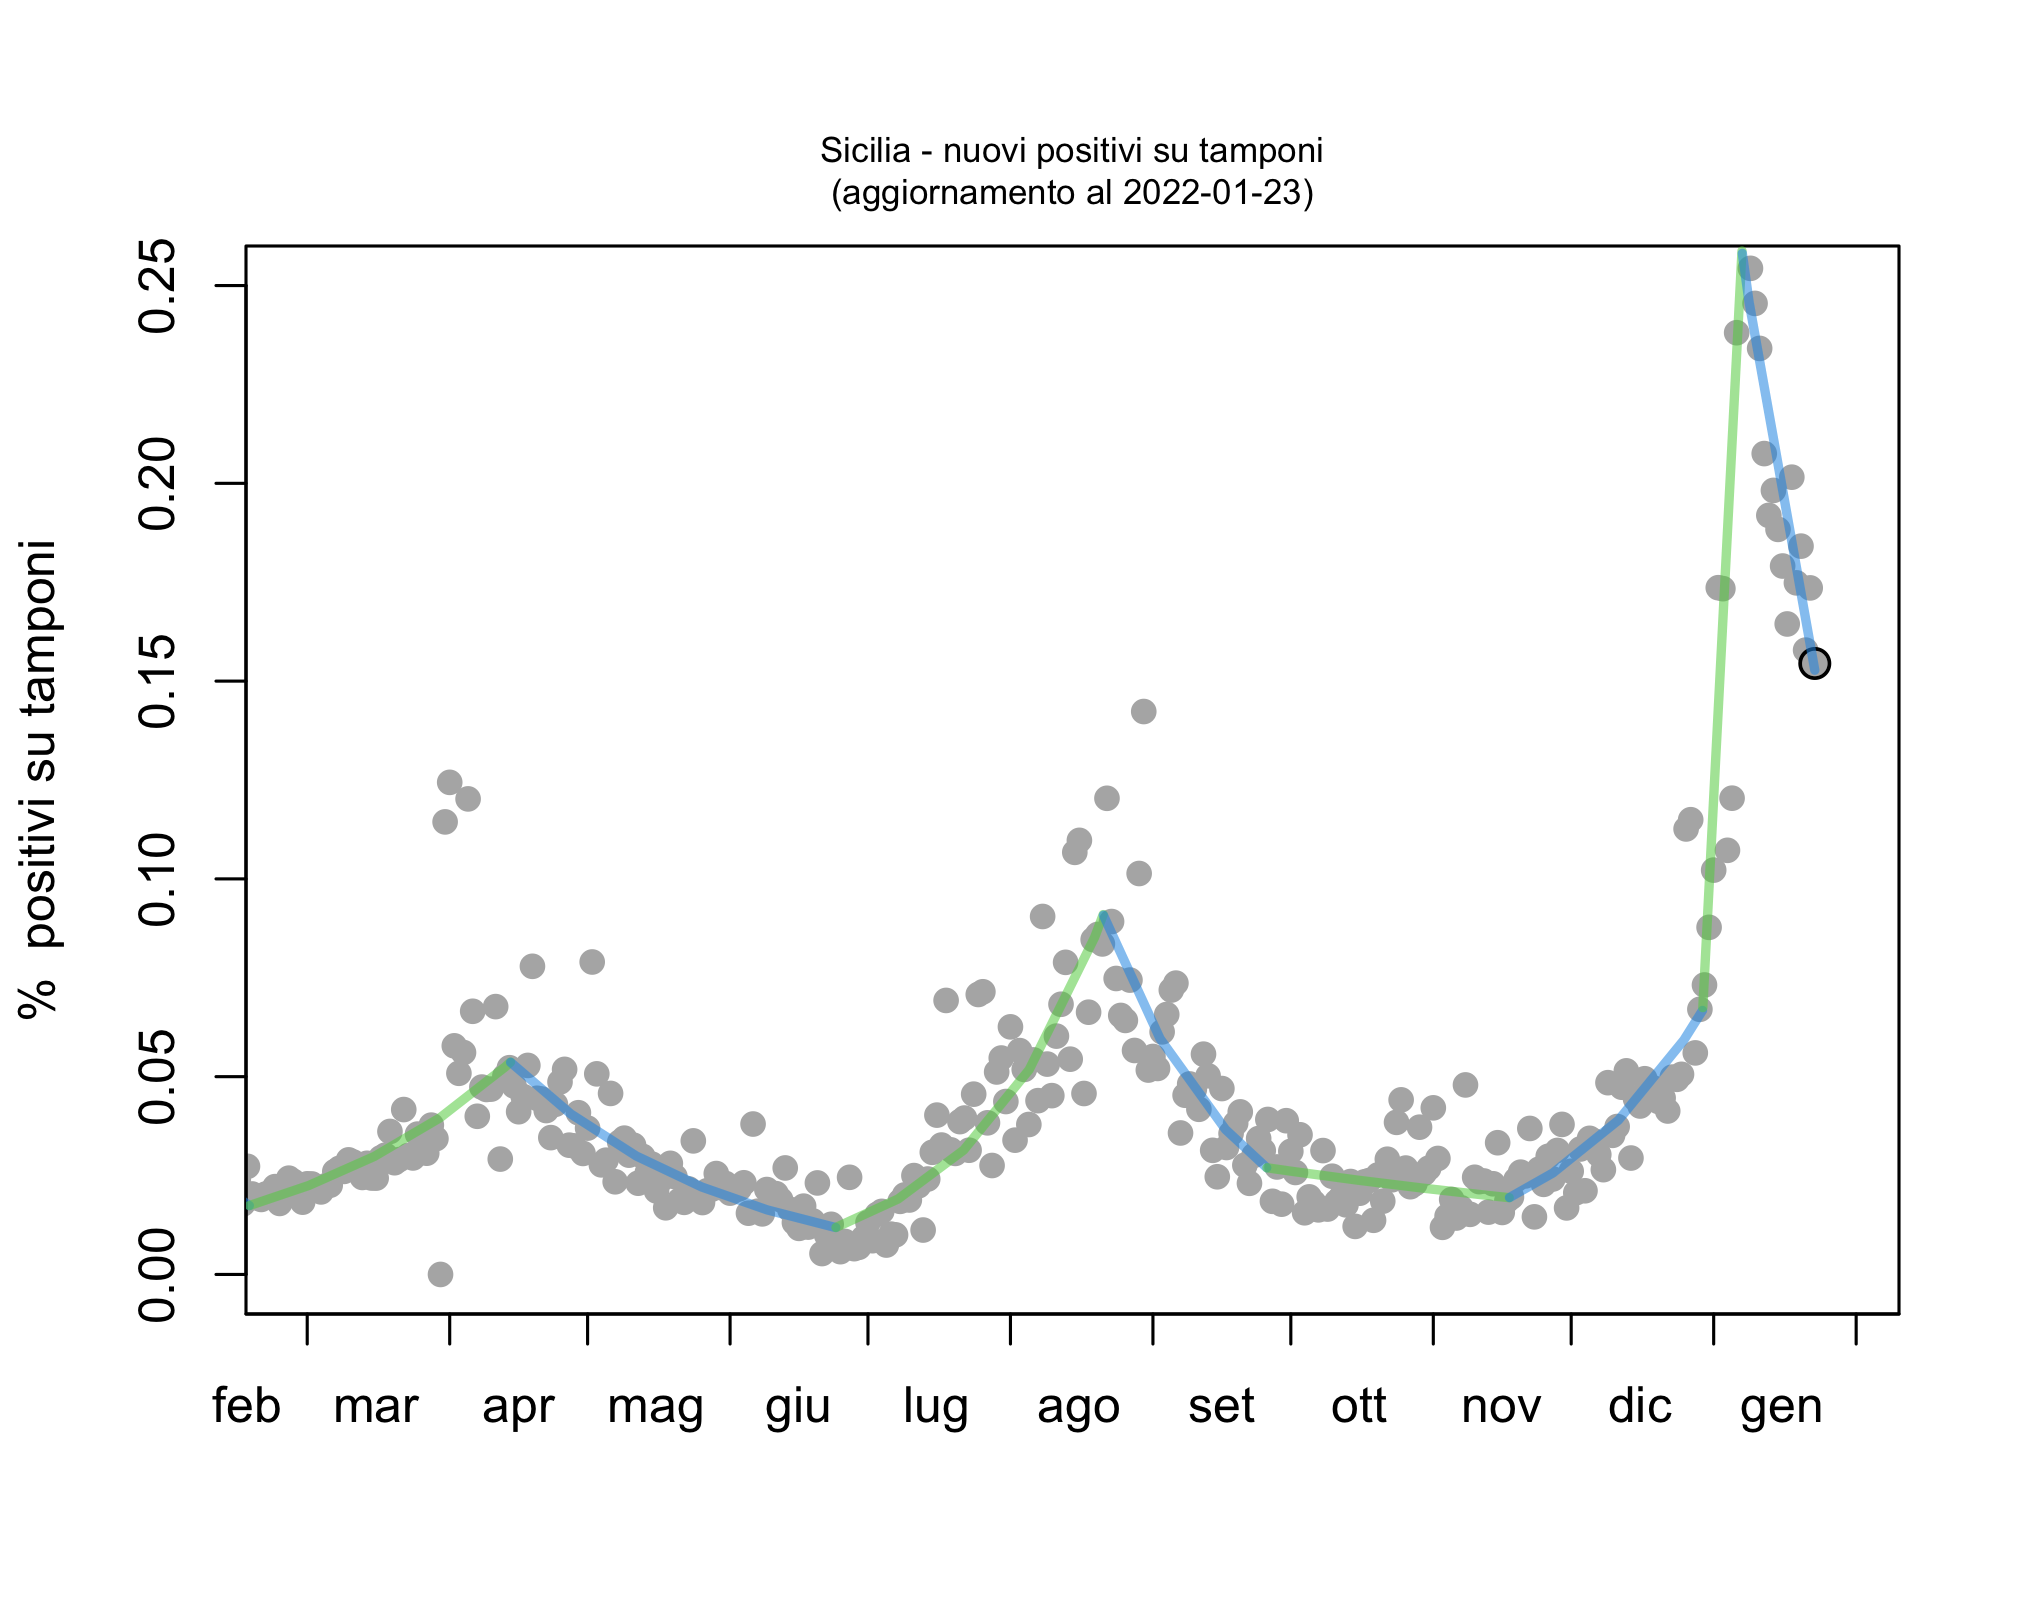 Sicilia - nuovi positivi su tamponi
(aggiornamento al 2022-01-23)
% positivi su tamponi
0.25
0.20
0.15
0.10
0.05
0.00
feb mar apr mag giu lug ago set ott nov dic gen